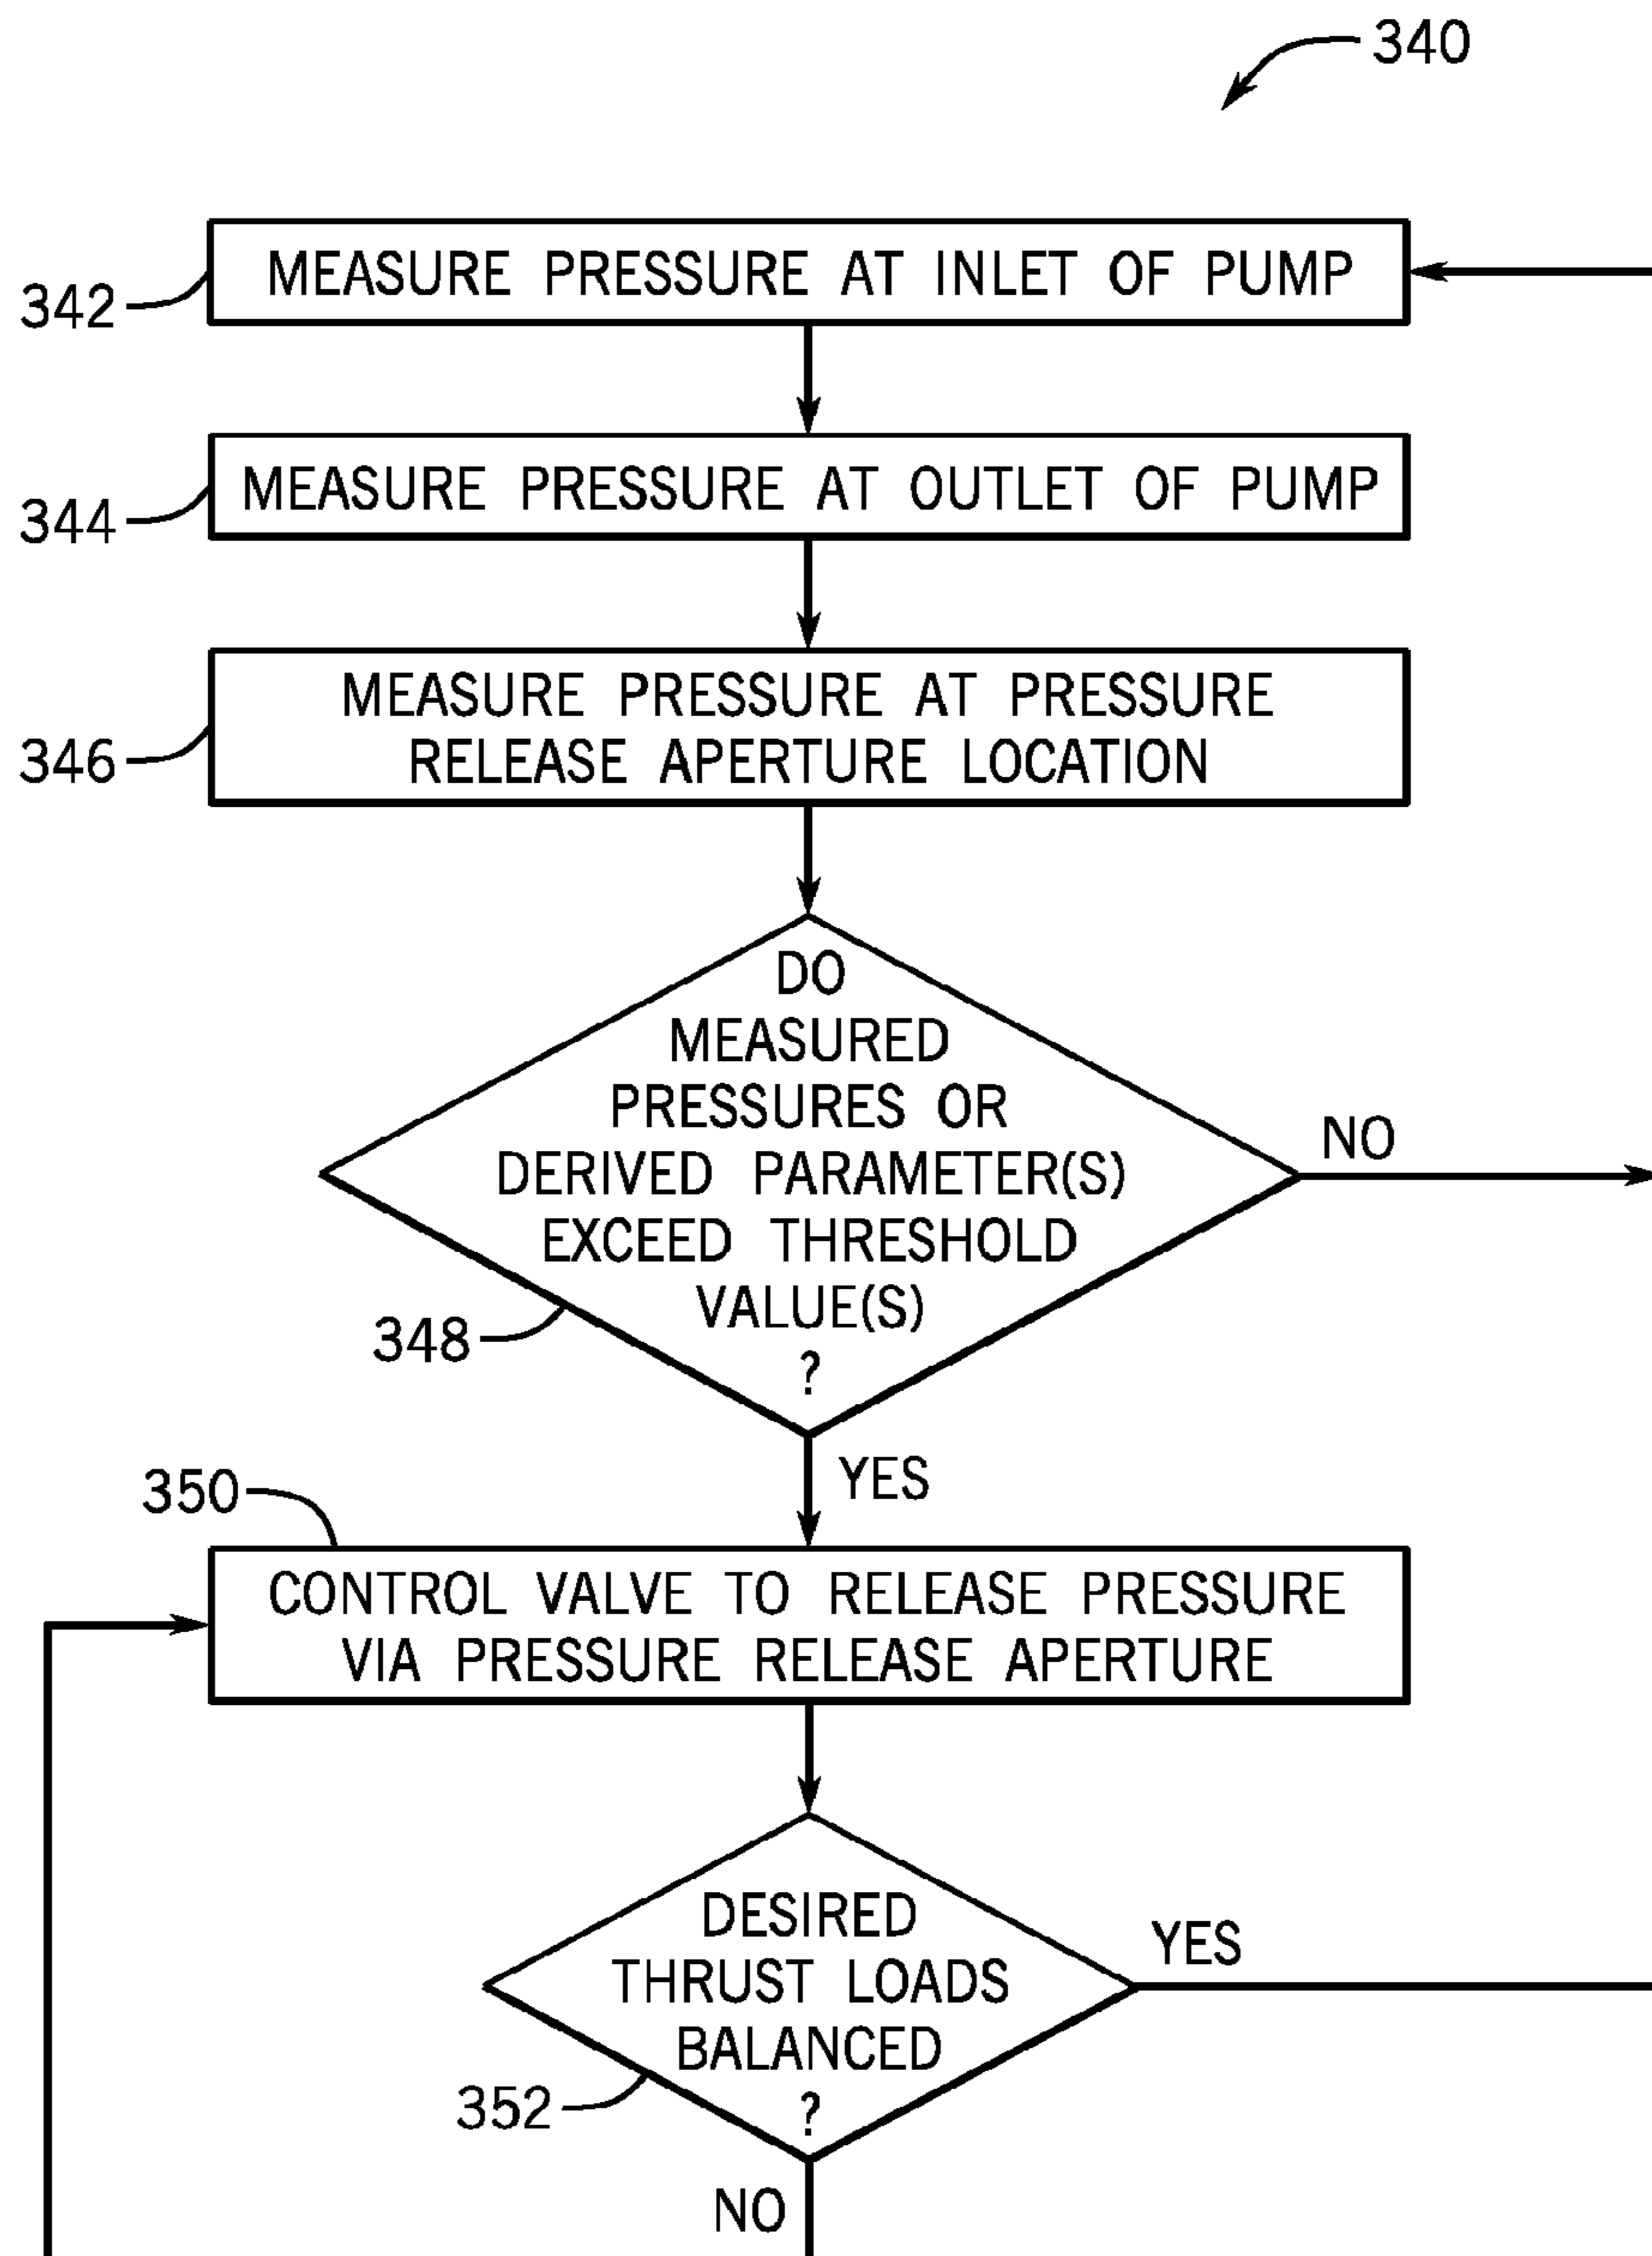 340
MEASURE PRESSURE AT INLET OF PUMP
342
MEASURE PRESSURE AT OUTLET OF PUMP
344
MEASURE PRESSURE AT PRESSURE
RELEASE APERTURE LOCATION
346
DO
MEASURED
PRESSURES OR
DERIVED PARAMETER(S)
EXCEED THRESHOLD
VALUE(S)
?
NO
348
YES
350
CONTROL VALVE TO RELEASE PRESSURE
VIA PRESSURE RELEASE APERTURE
DESIRED
THRUST LOADS
BALANCED
?
YES
352
NO